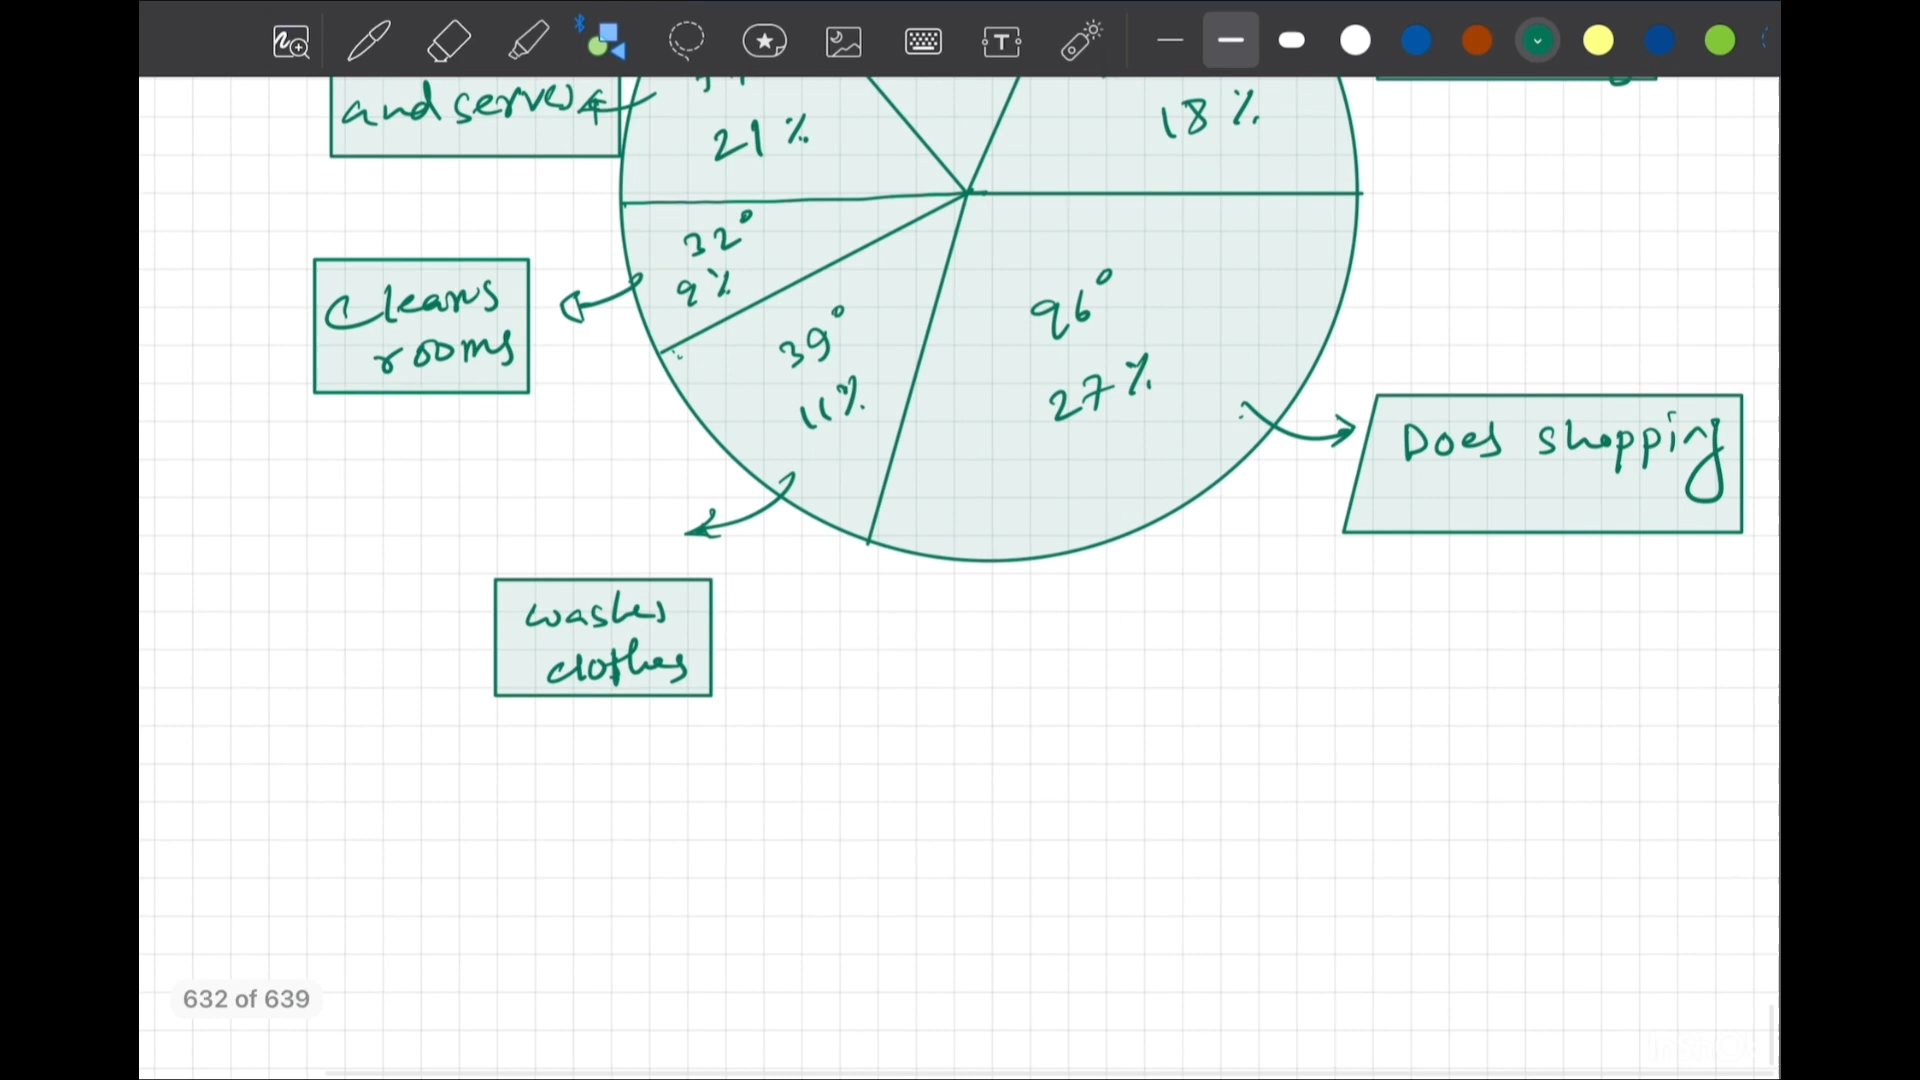 T
and serves
21 %
18 %
32°
9 %
Cleans
rooms
39°
11 %
96°
27 %
Does shopping
washes
clothes
632 of 639